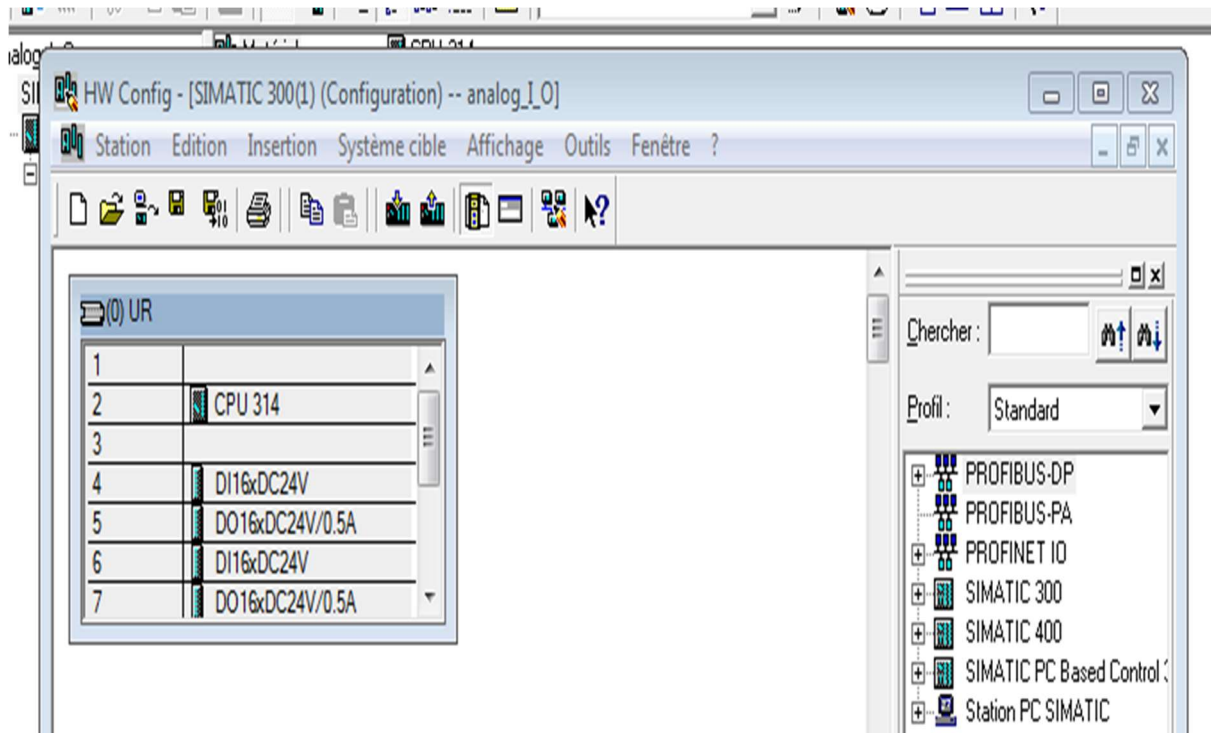 CPU 314
HW Config - [SIMATIC 300(1) (Configuration) -- analog_I_O]
Station Edition Insertion Système cible Affichage Outils Fenêtre ?
(0) UR
1
2 CPU 314
3
4 DI16xDC24V
5 DO16xDC24V/0.5A
6 DI16xDC24V
7 DO16xDC24V/0.5A
Chercher :
Profil : Standard
PROFIBUS-DP
PROFIBUS-PA
PROFINET IO
SIMATIC 300
SIMATIC 400
SIMATIC PC Based Control
Station PC SIMATIC